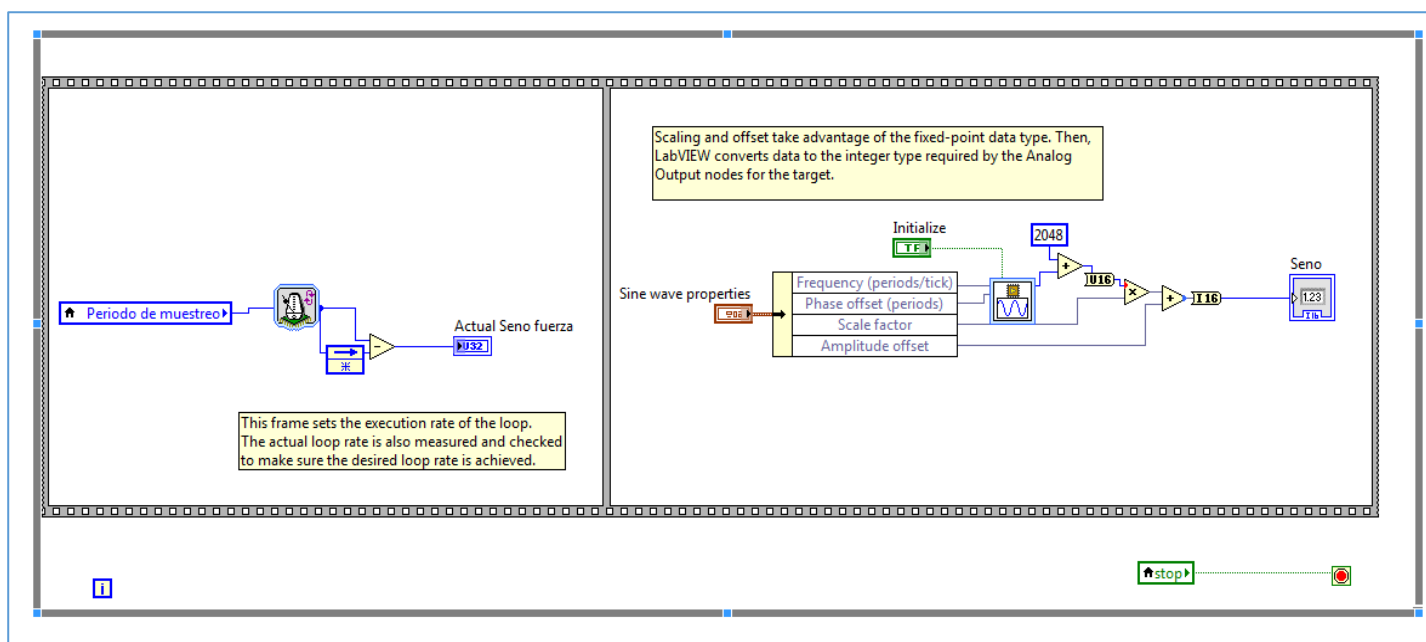 Scaling and offset take advantage of the fixed-point data type. Then,
LabVIEW converts data to the integer type required by the Analog
Output nodes for the target.
Initialize
TF
2048
Seno
Sine wave properties
Frequency (periods/tick)
Phase offset (periods)
Scale factor
Amplitude offset
U16
I16
1.23
I16
Periodo de muestreo
Actual Seno fuerza
U32
This frame sets the execution rate of the loop.
The actual loop rate is also measured and checked
to make sure the desired loop rate is achieved.
stop
i